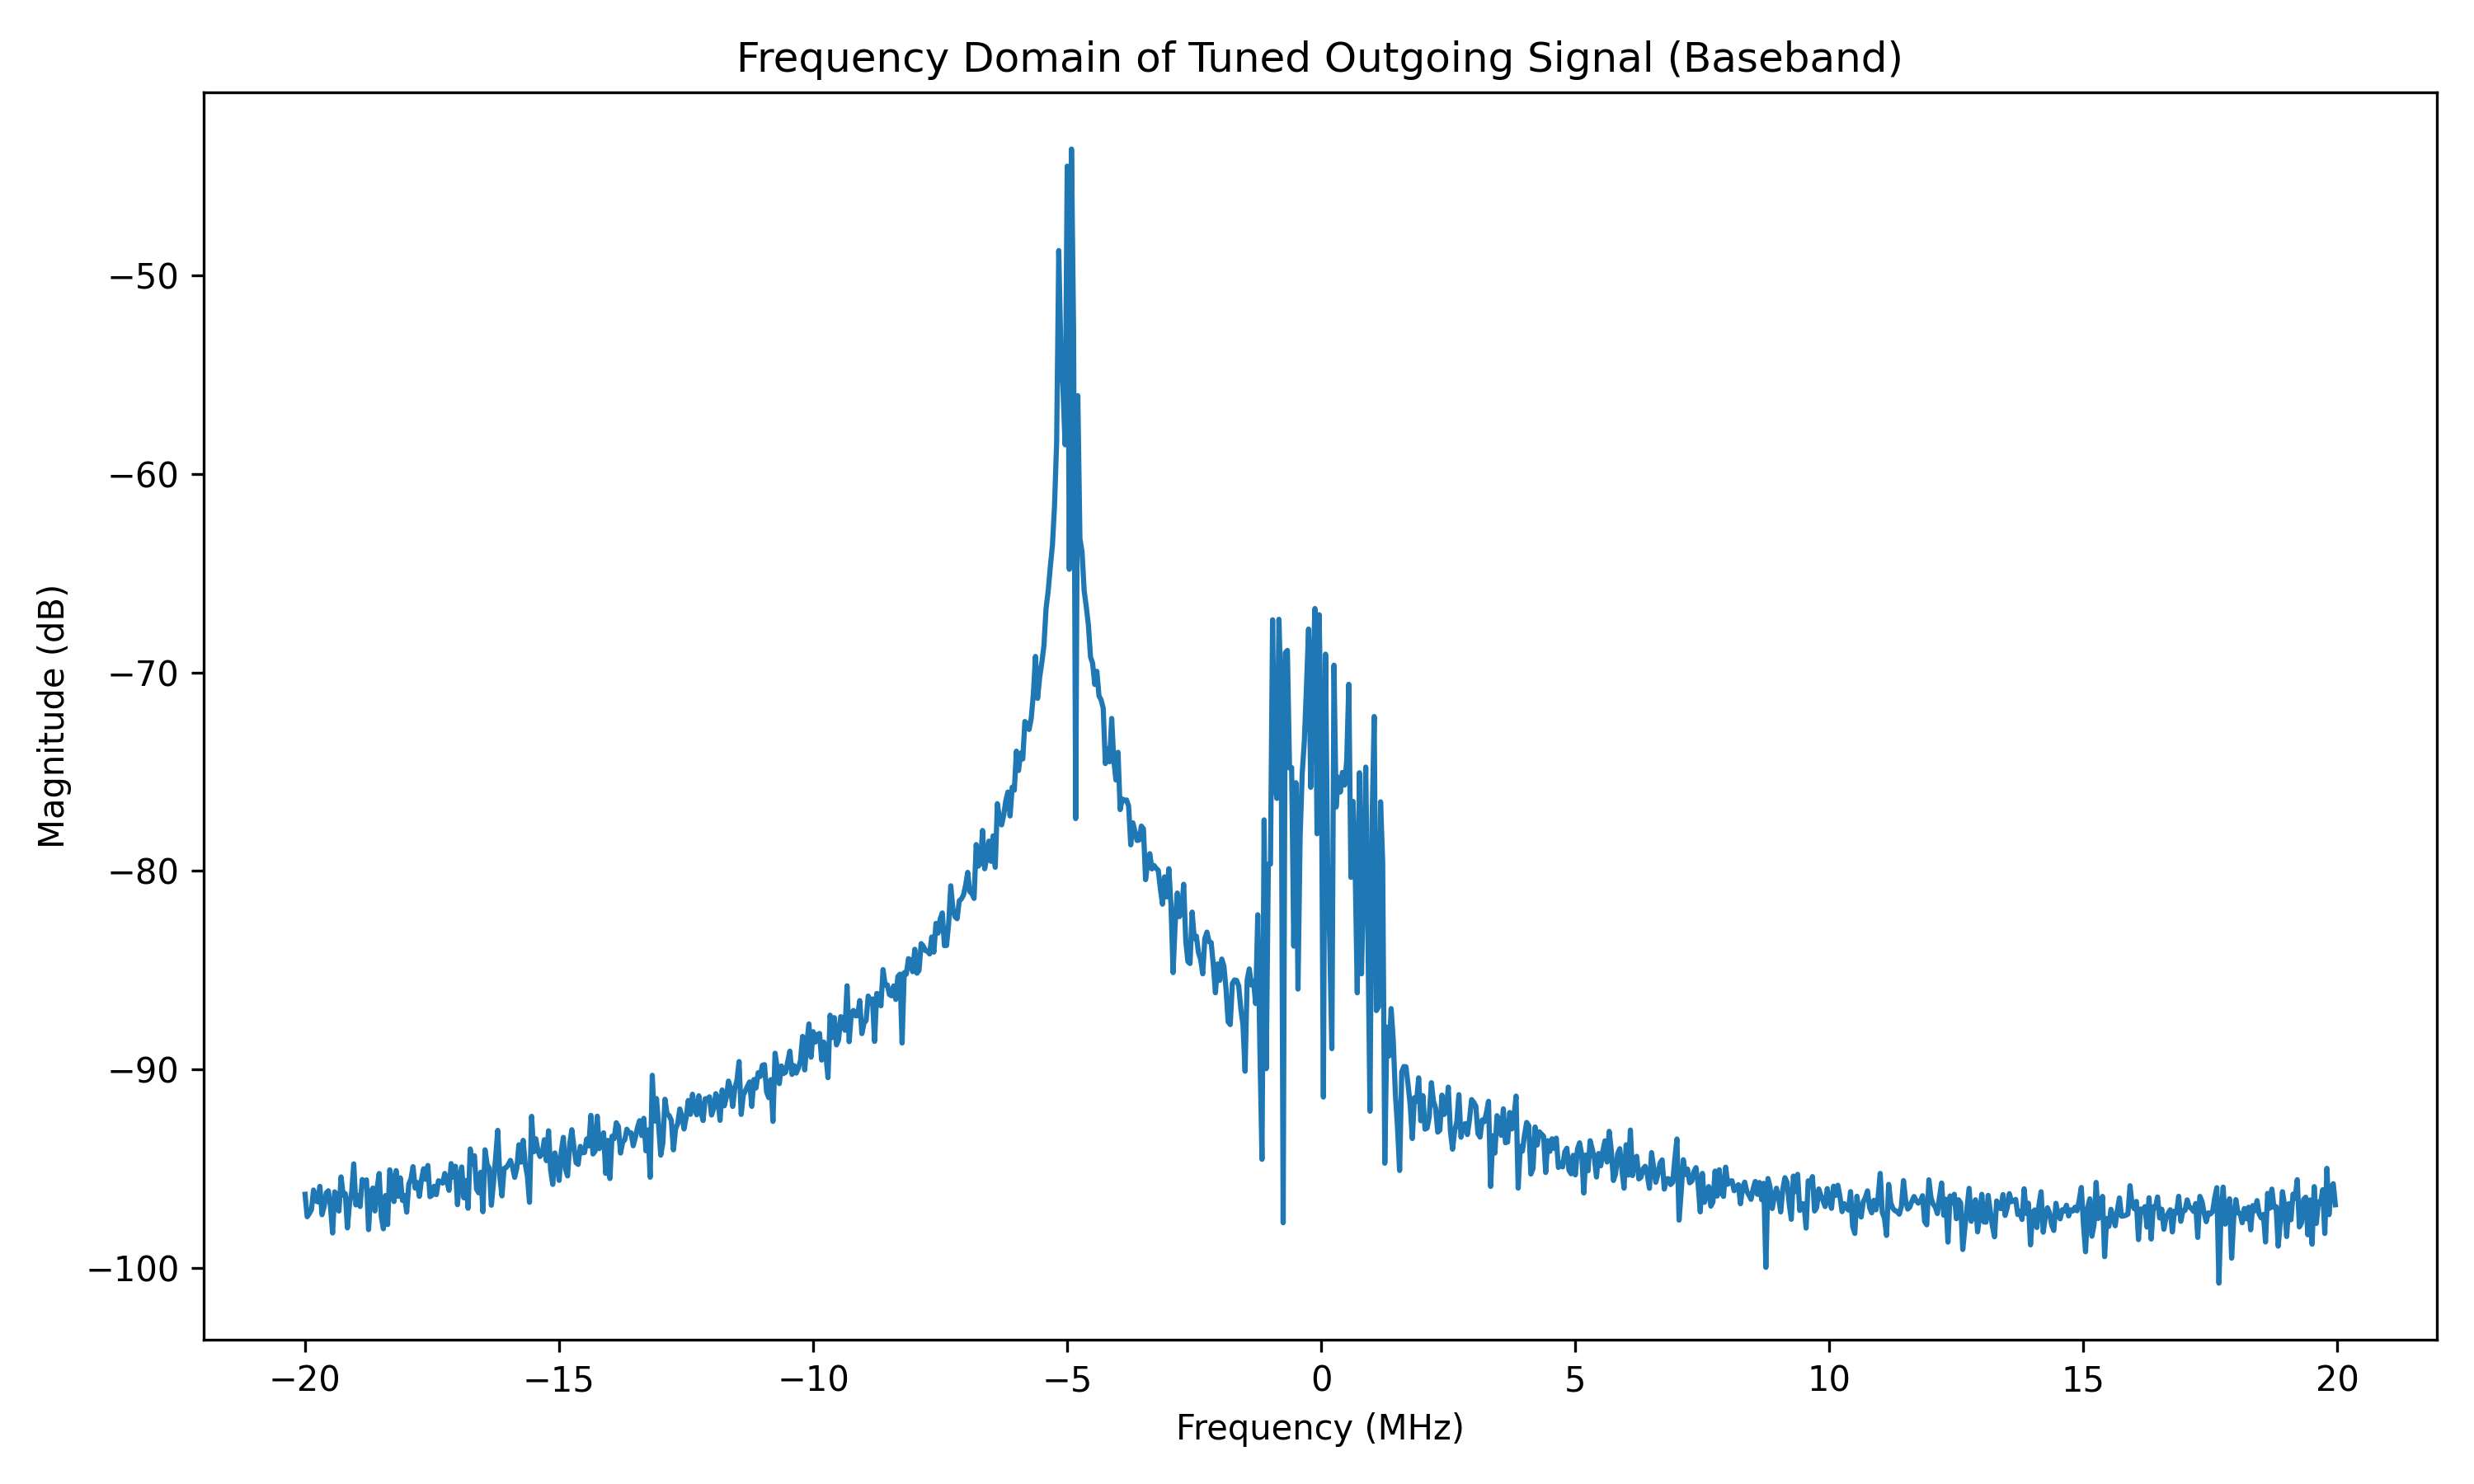 Frequency Domain of Tuned Outgoing Signal (Baseband)
Magnitude (dB)
−50
−60
−70
−80
−90
−100
−20 −15 −10 −5 0 5 10 15 20
Frequency (MHz)